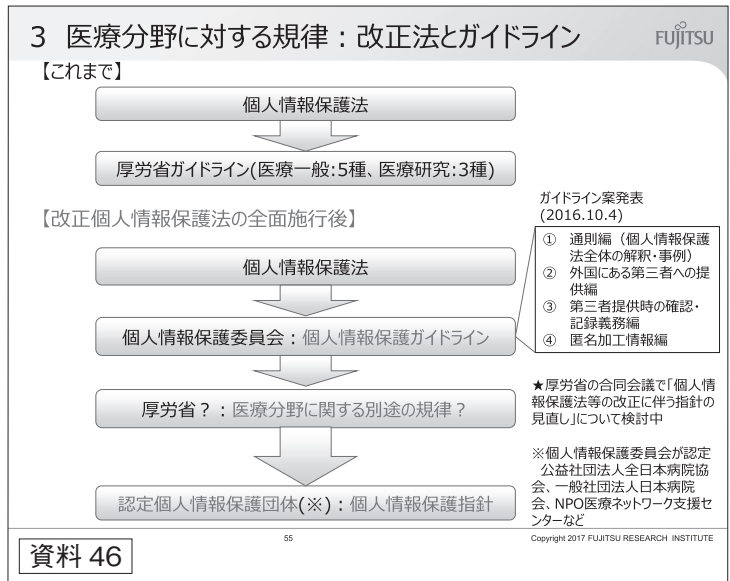 3 医療分野に対する規律：改正法とガイドライン
FUJITSU
【これまで】
個人情報保護法
厚労省ガイドライン(医療一般:5種、医療研究:3種)
【改正個人情報保護法の全面施行後】
個人情報保護法
個人情報保護委員会：個人情報保護ガイドライン
厚労省？：医療分野に関する別途の規律？
認定個人情報保護団体(※)：個人情報保護指針
ガイドライン案発表
(2016.10.4)
① 通則編（個人情報保護
法全体の解釈・事例）
② 外国にある第三者への提
供編
③ 第三者提供時の確認・
記録義務編
④ 匿名加工情報編
★厚労省の合同会議で「個人情
報保護法等の改正に伴う指針の
見直し」について検討中
※個人情報保護委員会が認定
公益社団法人全日本病院協
会、一般社団法人日本病院
会、NPO医療ネットワーク支援セ
ンターなど
55
Copyright 2017 FUJITSU RESEARCH INSTITUTE
資料 46